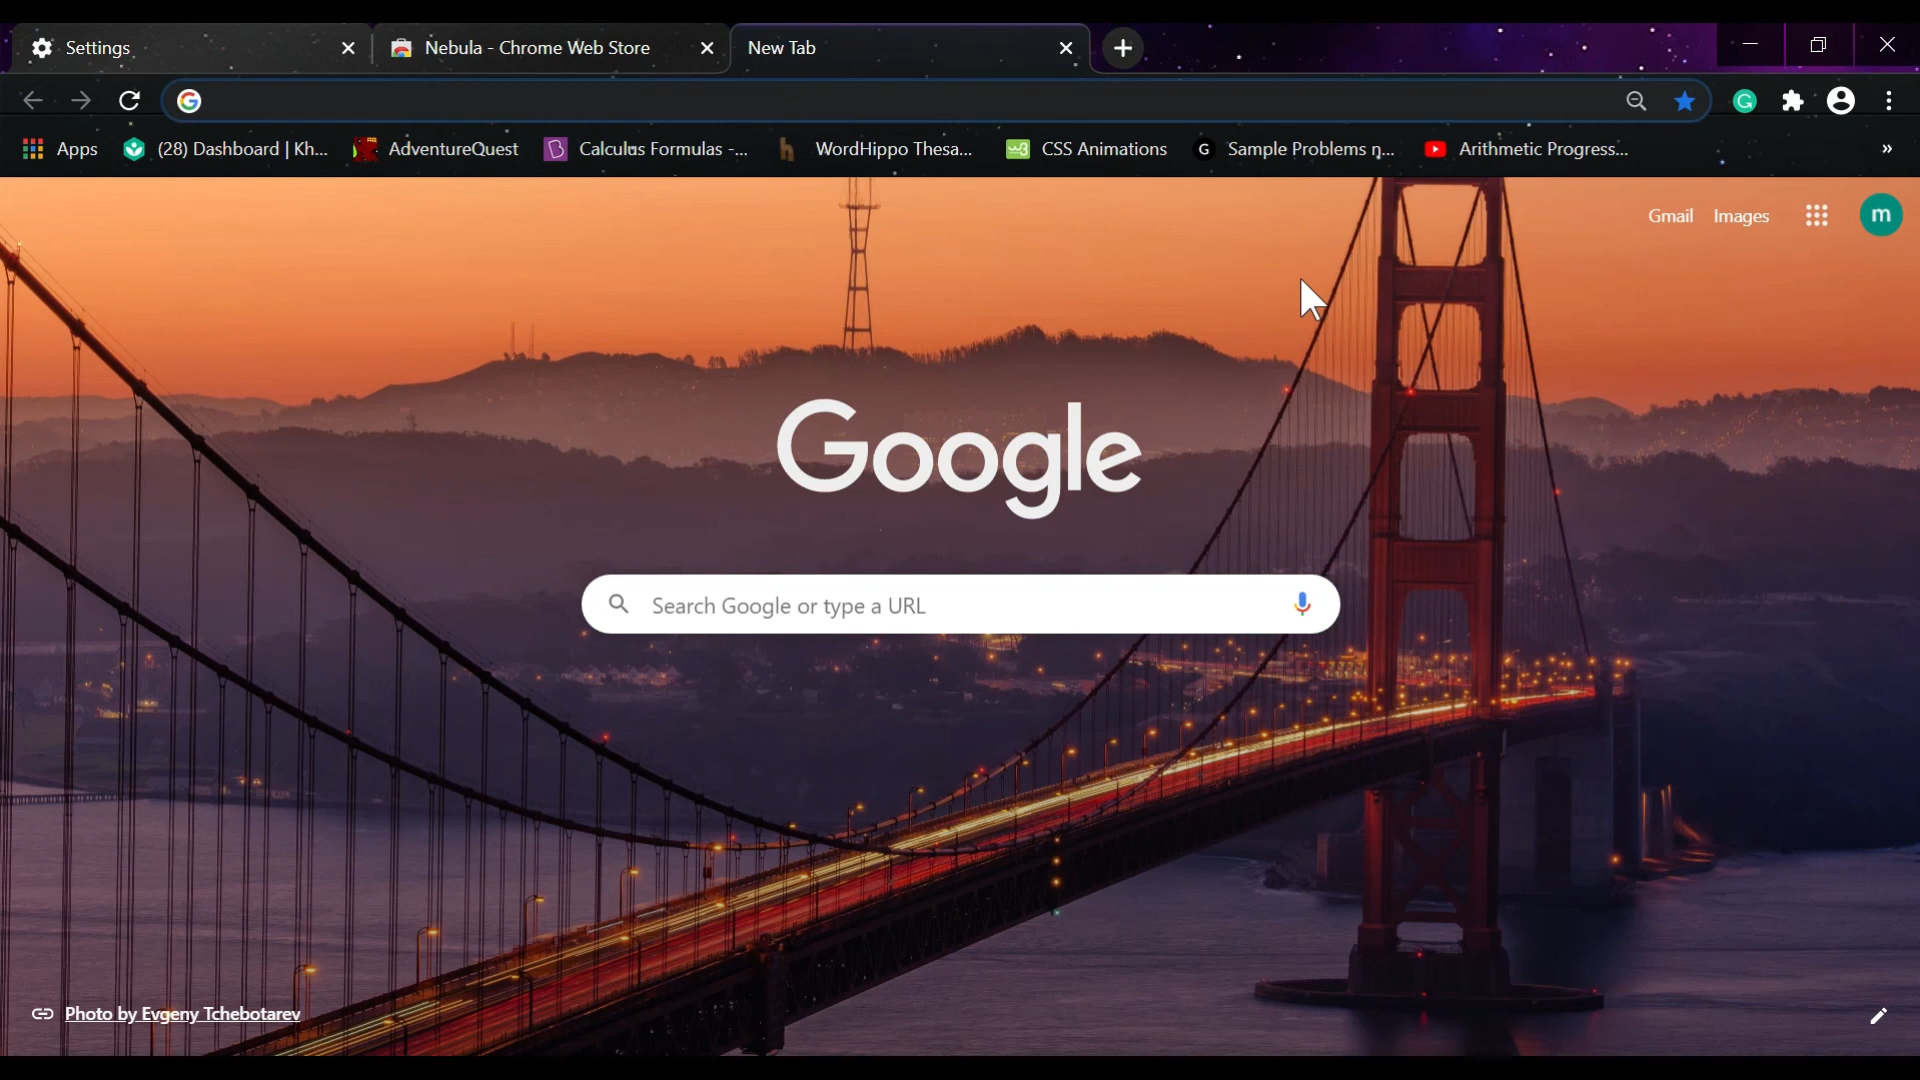 Settings
Nebula - Chrome Web Store
New Tab
Apps
(28) Dashboard | Kh...
AdventureQuest
Calculus Formulas -...
WordHippo Thesa...
CSS Animations
Sample Problems η...
Arithmetic Progress...
»
Gmail
Images
m
Google
Search Google or type a URL
Photo by Evgeny Tchebotarev